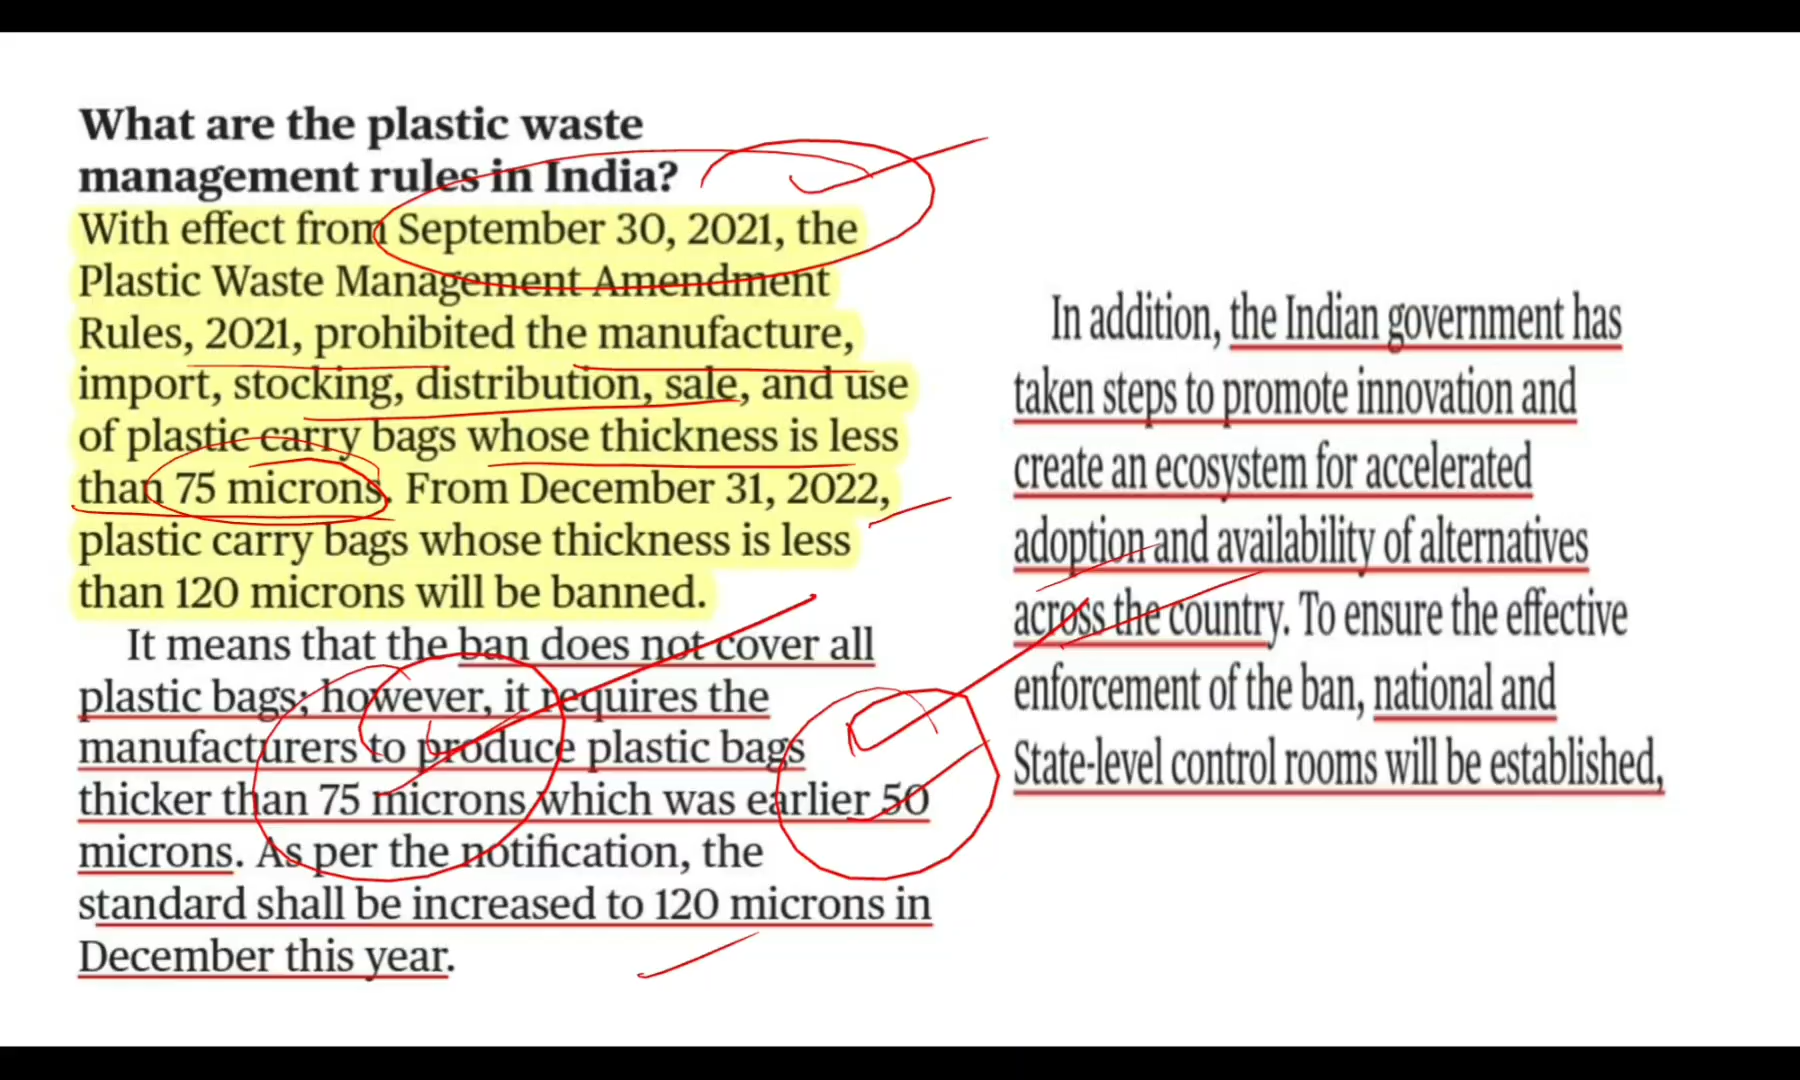 What are the plastic waste
management rules in India?
With effect from September 30, 2021, the
Plastic Waste Management Amendment
Rules, 2021, prohibited the manufacture,
import, stocking, distribution, sale, and use
of plastic carry bags whose thickness is less
than 75 microns. From December 31, 2022,
plastic carry bags whose thickness is less
than 120 microns will be banned.
It means that the ban does not cover all
plastic bags; however, it requires the
manufacturers to produce plastic bags
thicker than 75 microns which was earlier 50
microns. As per the notification, the
standard shall be increased to 120 microns in
December this year.
In addition, the Indian government has
taken steps to promote innovation and
create an ecosystem for accelerated
adoption and availability of alternatives
across the country. To ensure the effective
enforcement of the ban, national and
State-level control rooms will be established,